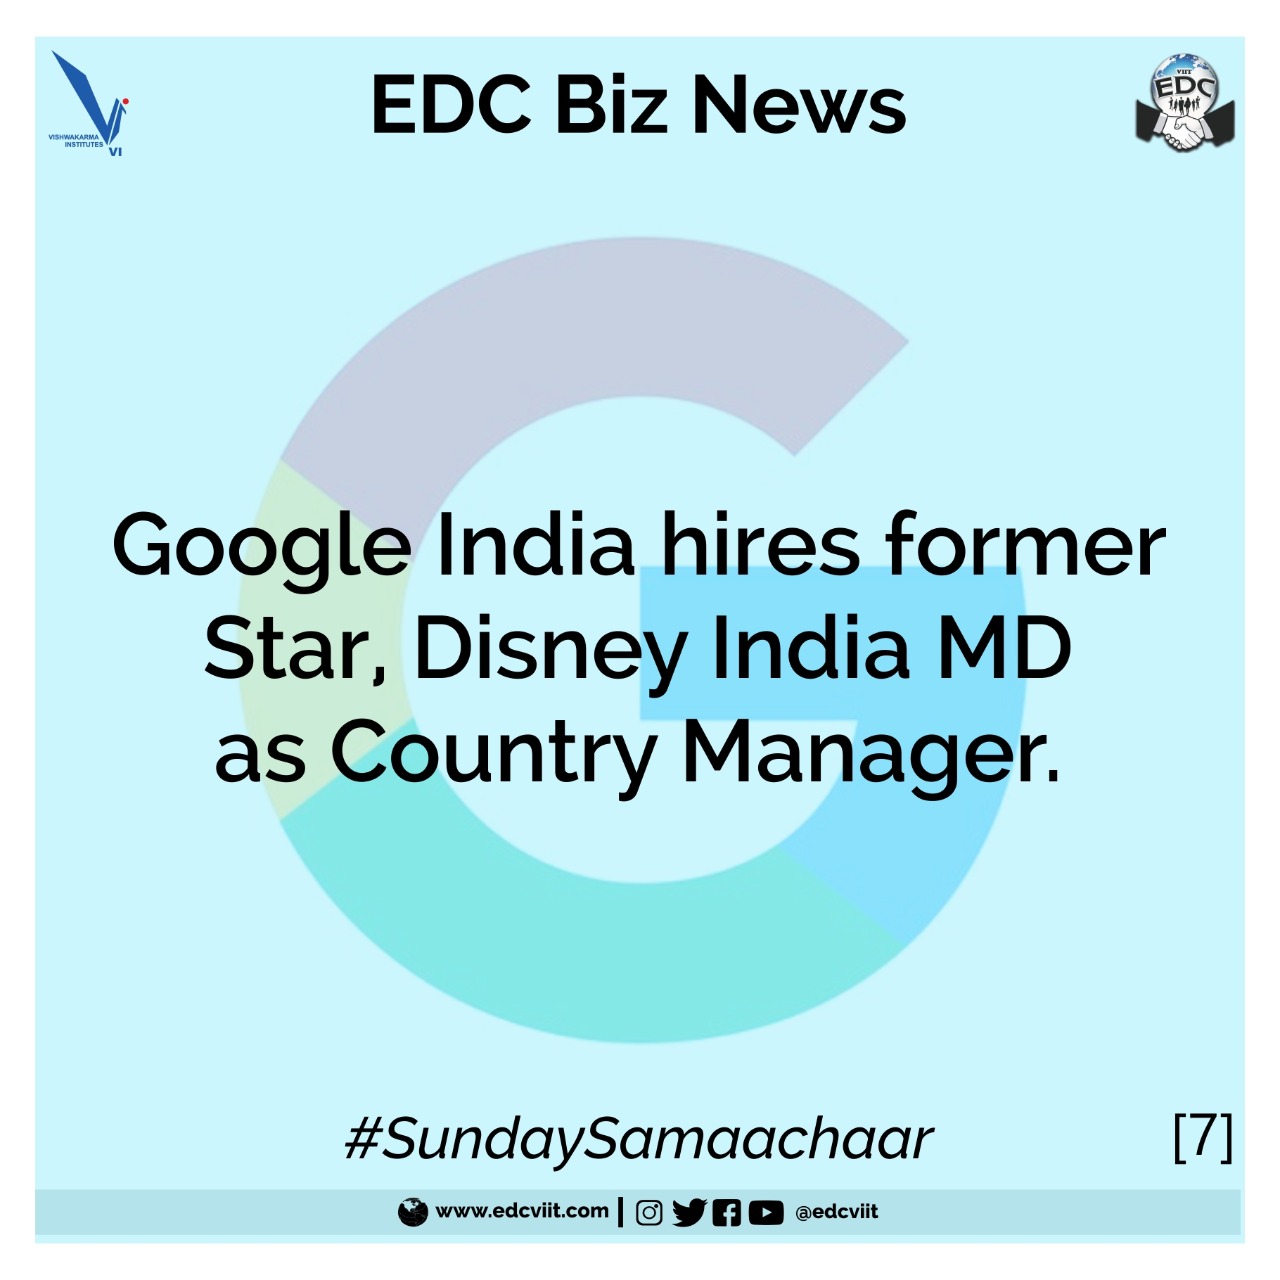 VISHWAKARMA
INSTITUTES
VI
EDC Biz News
VIIT
EDC
Google India hires former
Star, Disney India MD
as Country Manager.
#SundaySamaachaar
[7]
www.edcviit.com | @edcviit